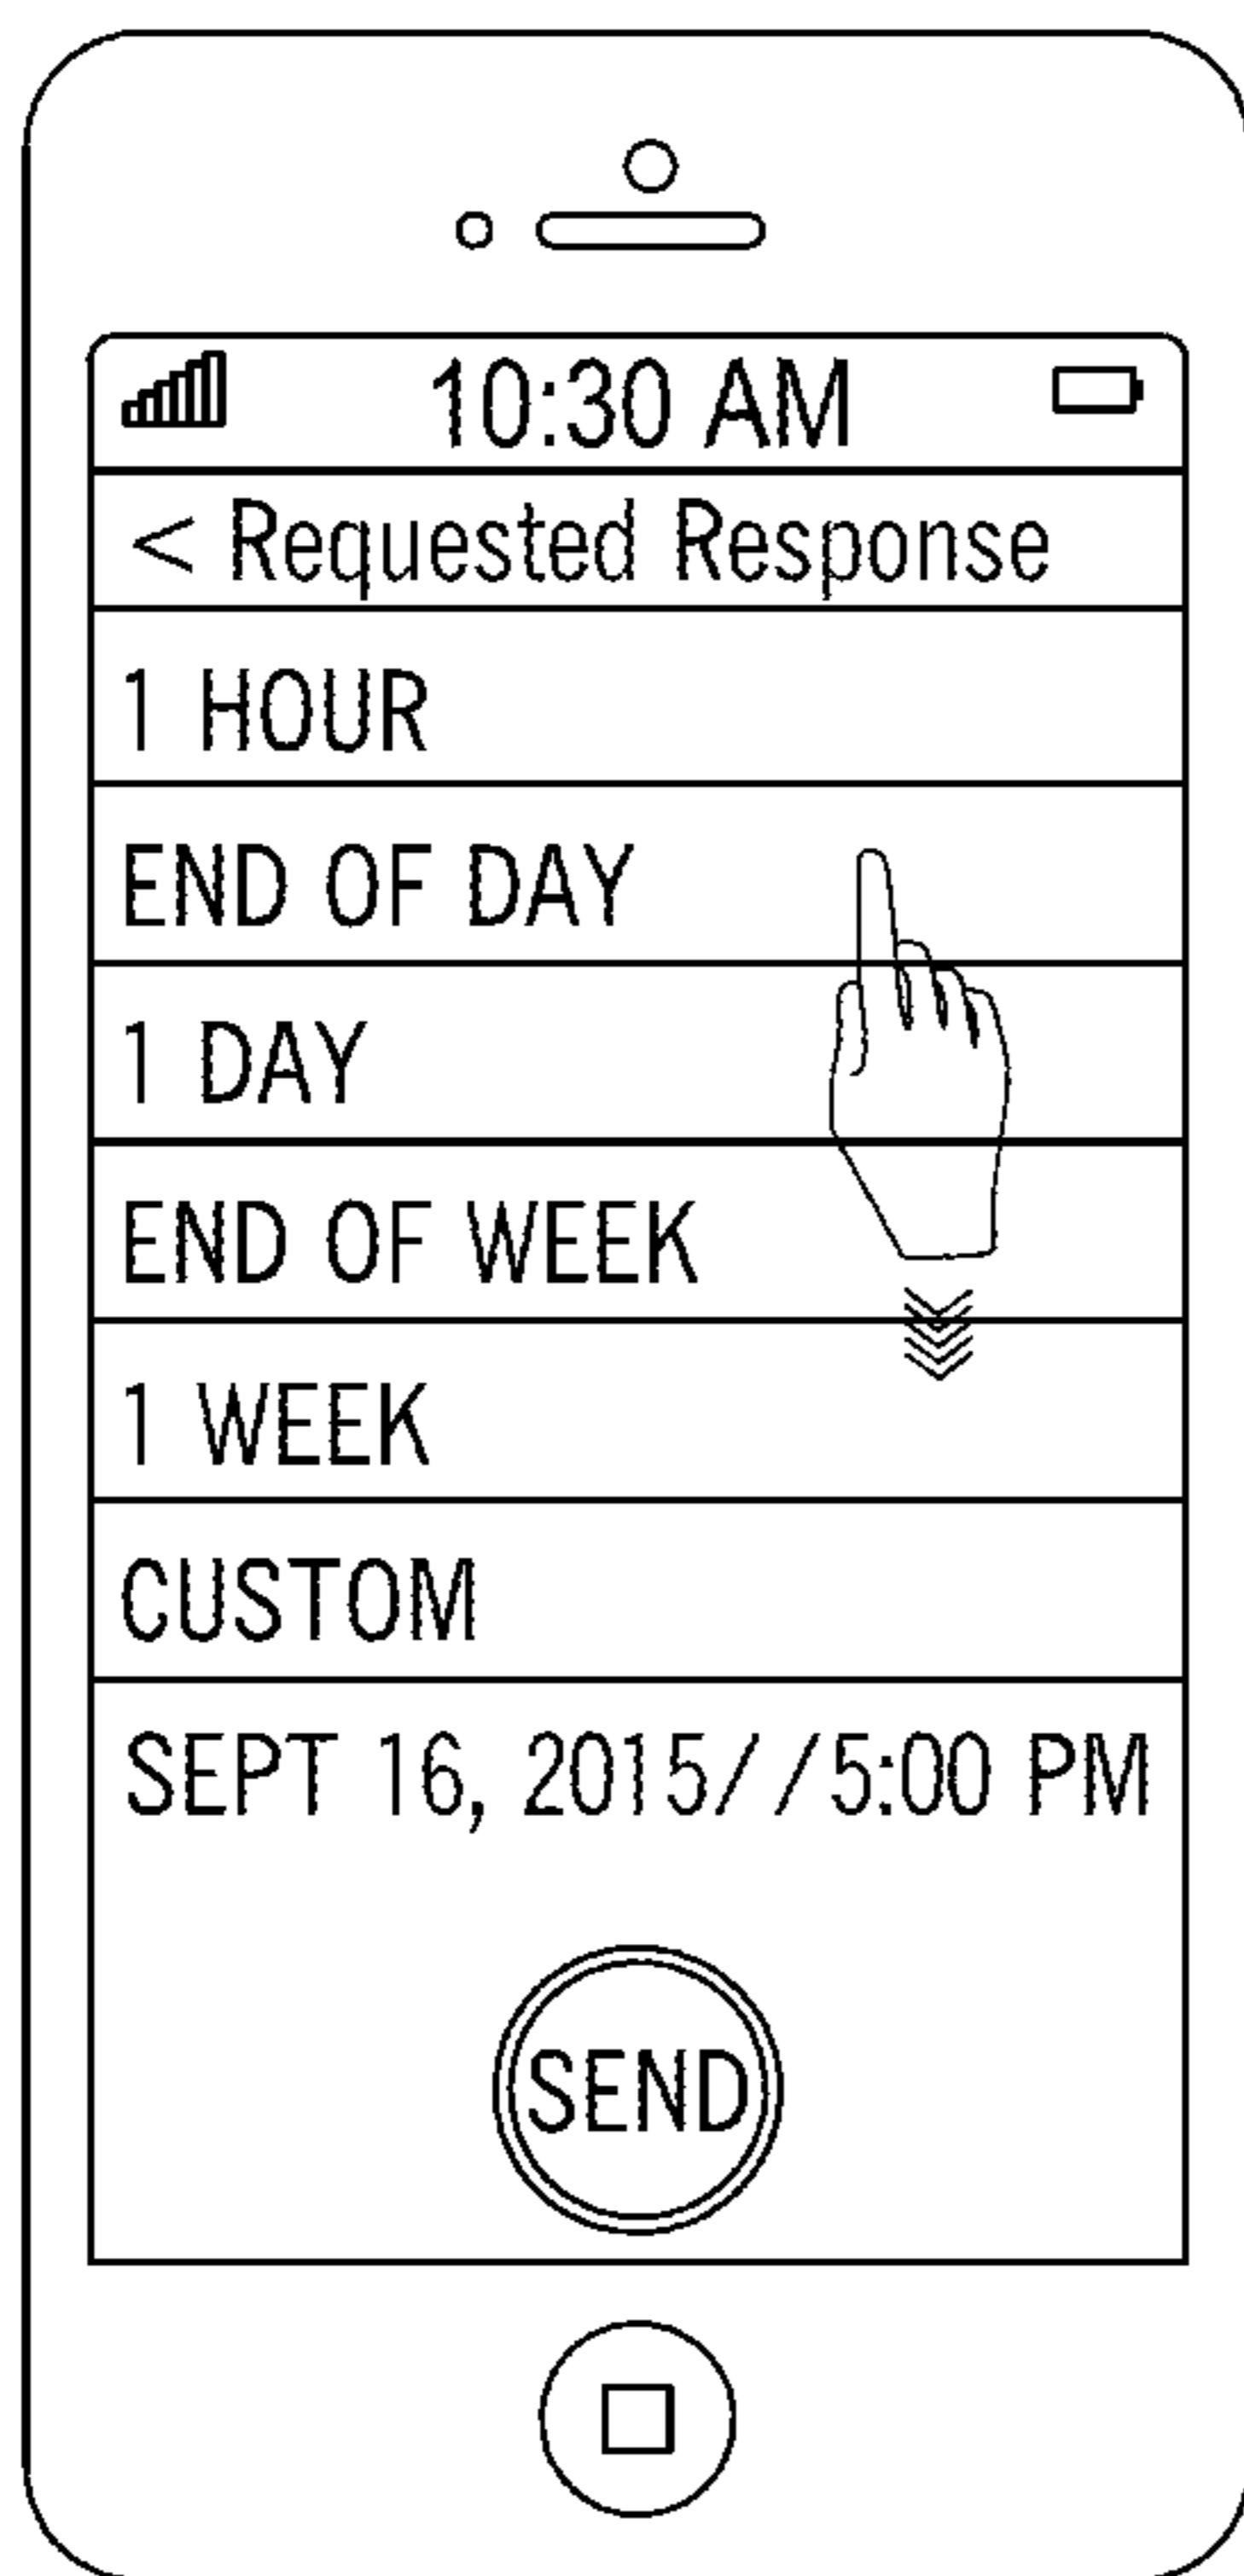 10:30 AM
< Requested Response
1 HOUR
END OF DAY
1 DAY
END OF WEEK
1 WEEK
CUSTOM
SEPT 16, 2015//5:00 PM
SEND